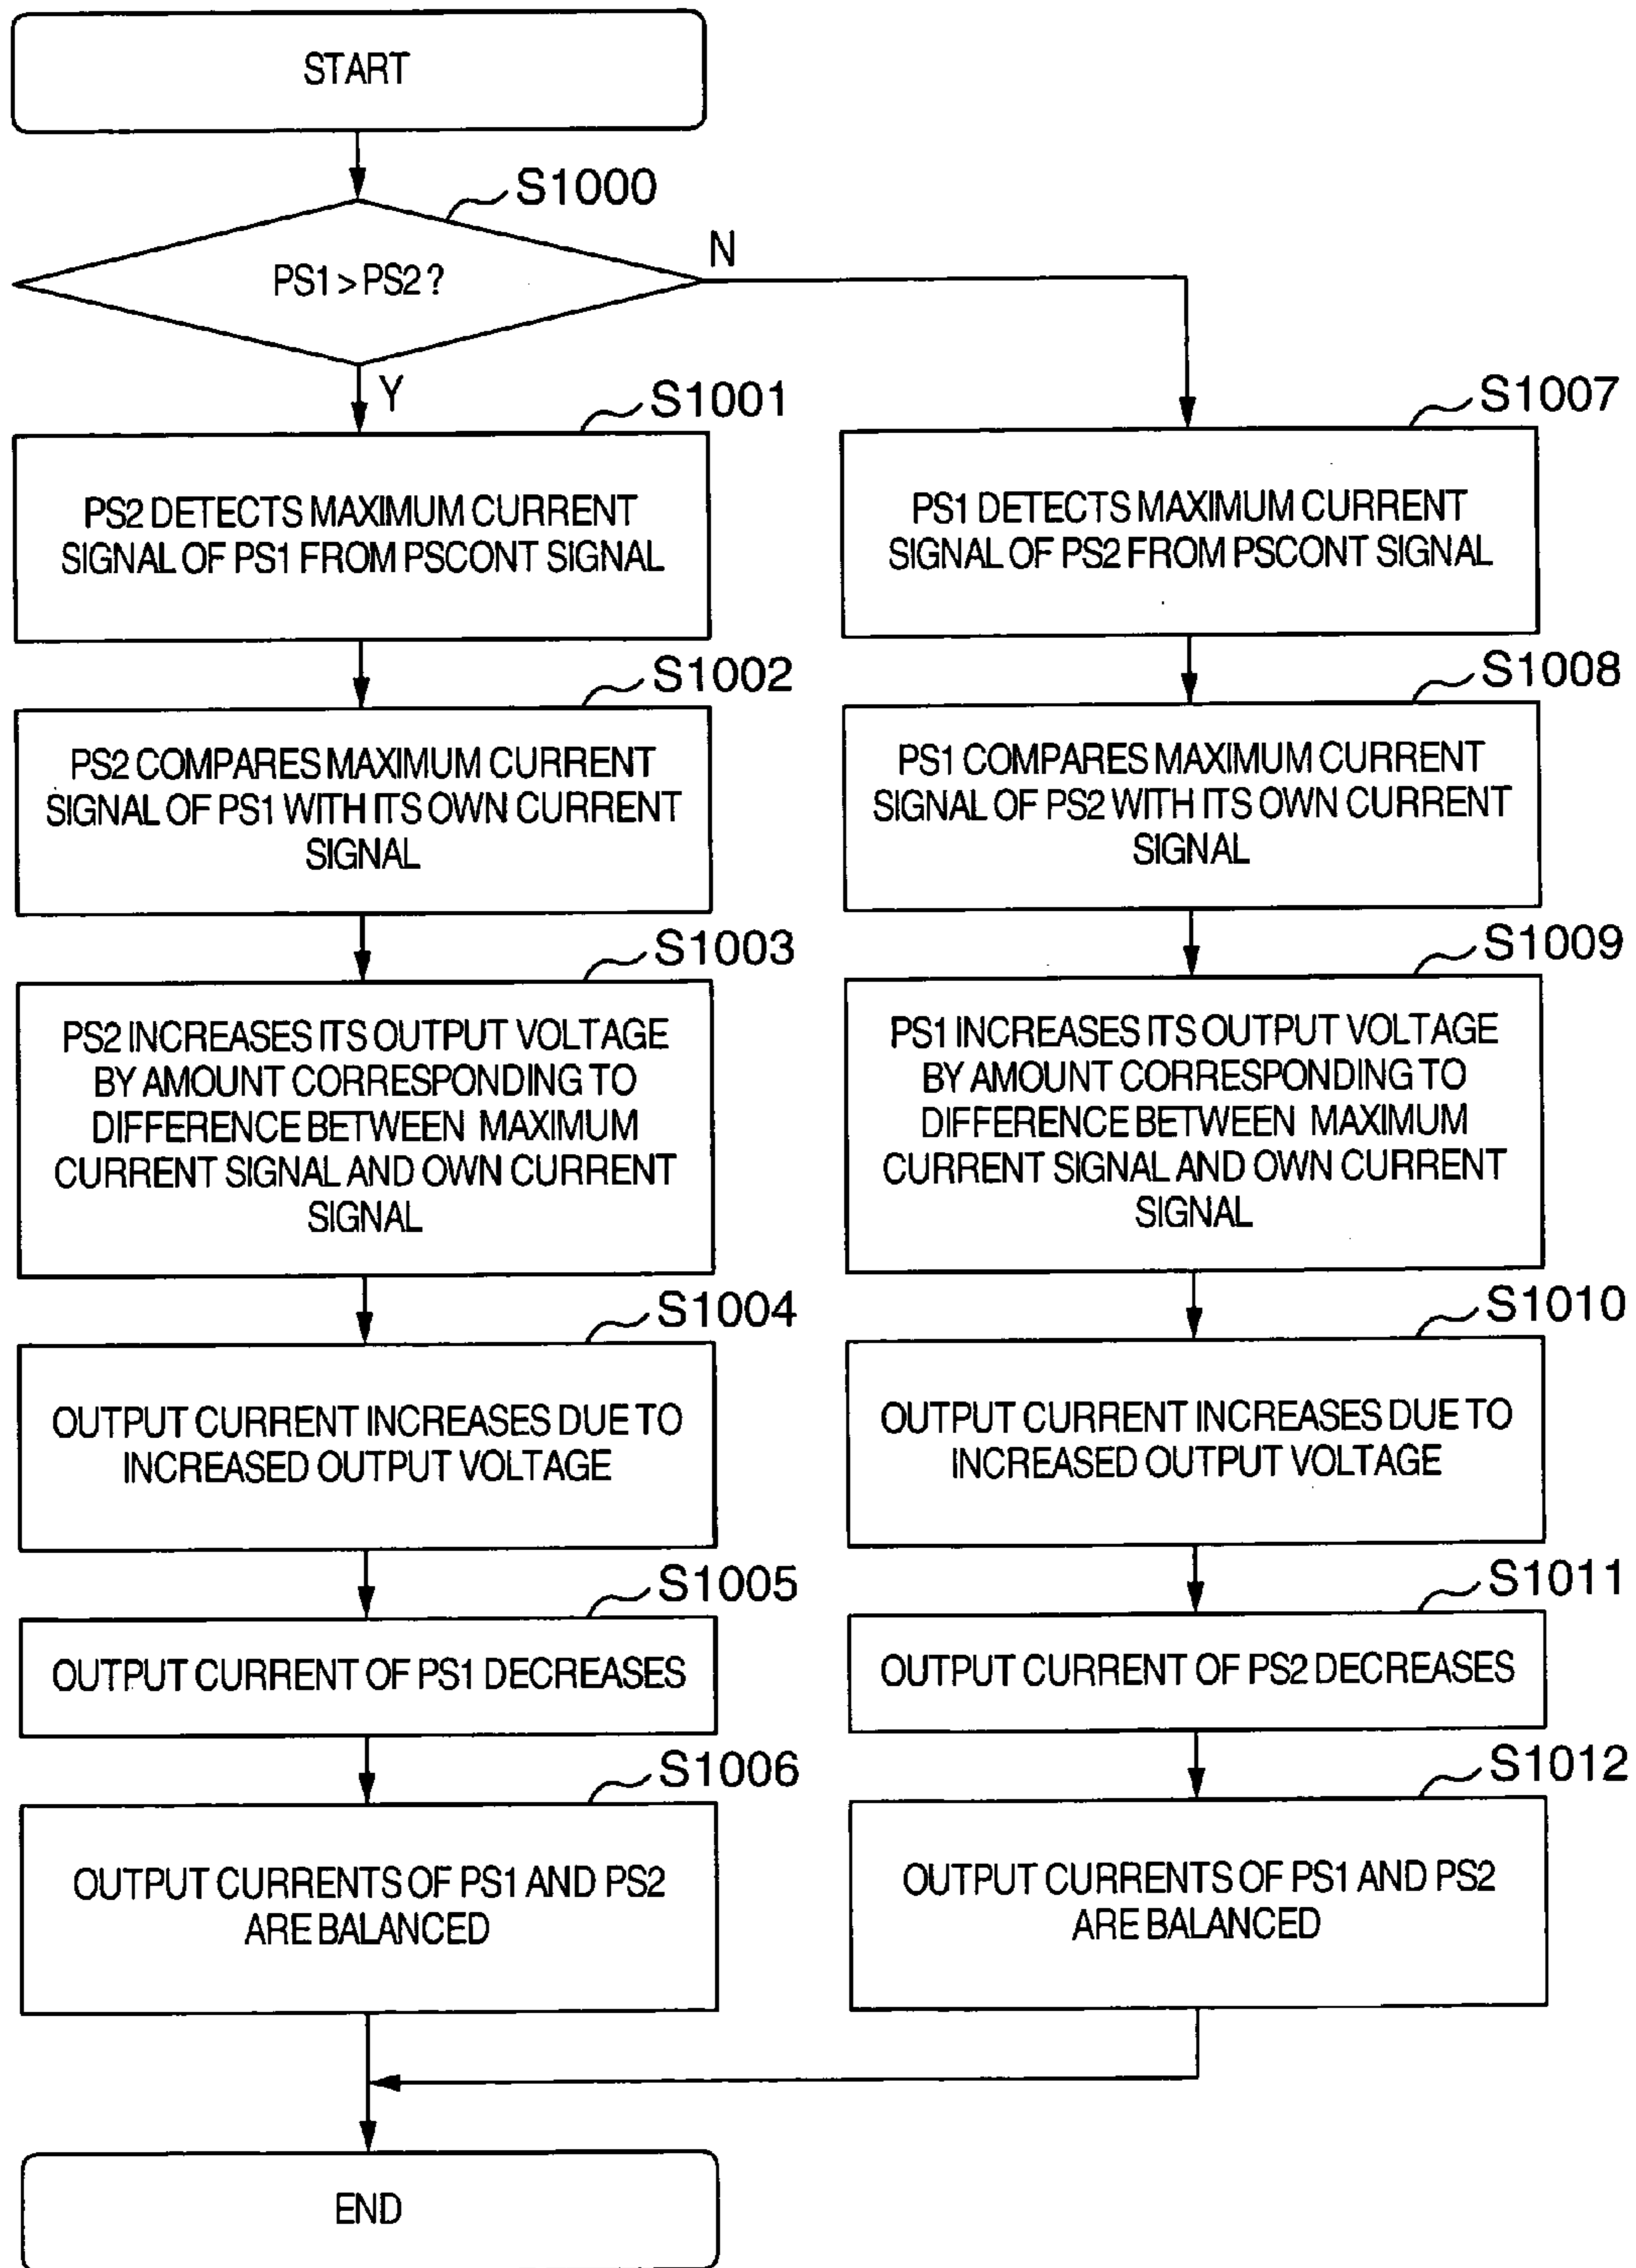 START
S1000
PS1 > PS2 ?
N
Y
S1001
PS2 DETECTS MAXIMUM CURRENT
SIGNAL OF PS1 FROM PSCONT SIGNAL
S1002
PS2 COMPARES MAXIMUM CURRENT
SIGNAL OF PS1 WITH ITS OWN CURRENT
SIGNAL
S1003
PS2 INCREASES ITS OUTPUT VOLTAGE
BY AMOUNT CORRESPONDING TO
DIFFERENCE BETWEEN MAXIMUM
CURRENT SIGNAL AND OWN CURRENT
SIGNAL
S1004
OUTPUT CURRENT INCREASES DUE TO
INCREASED OUTPUT VOLTAGE
S1005
OUTPUT CURRENT OF PS1 DECREASES
S1006
OUTPUT CURRENTS OF PS1 AND PS2
ARE BALANCED
S1007
PS1 DETECTS MAXIMUM CURRENT
SIGNAL OF PS2 FROM PSCONT SIGNAL
S1008
PS1 COMPARES MAXIMUM CURRENT
SIGNAL OF PS2 WITH ITS OWN CURRENT
SIGNAL
S1009
PS1 INCREASES ITS OUTPUT VOLTAGE
BY AMOUNT CORRESPONDING TO
DIFFERENCE BETWEEN MAXIMUM
CURRENT SIGNAL AND OWN CURRENT
SIGNAL
S1010
OUTPUT CURRENT INCREASES DUE TO
INCREASED OUTPUT VOLTAGE
S1011
OUTPUT CURRENT OF PS2 DECREASES
S1012
OUTPUT CURRENTS OF PS1 AND PS2
ARE BALANCED
END